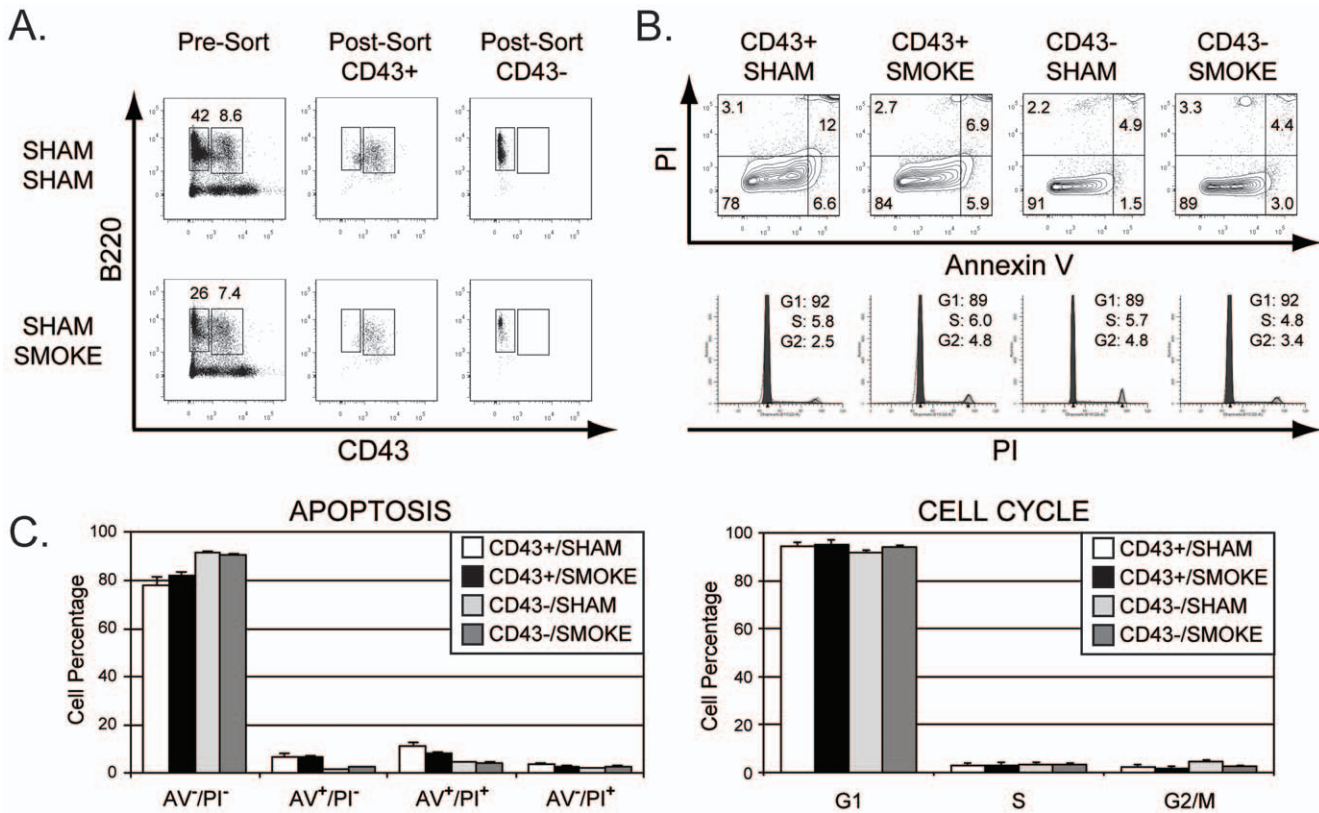 A.
Pre-Sort
Post-Sort
CD43+
Post-Sort
CD43-
SHAM
SHAM
42 8.6
SHAM
SMOKE
26 7.4
B220
CD43
B.
CD43+
SHAM
CD43+
SMOKE
CD43-
SHAM
CD43-
SMOKE
PI
3.1
12
78
6.6
2.7
6.9
84
5.9
2.2
4.9
91
1.5
3.3
4.4
89
3.0
Annexin V
G1: 92
S: 5.8
G2: 2.5
G1: 89
S: 6.0
G2: 4.8
G1: 89
S: 5.7
G2: 4.8
G1: 92
S: 4.8
G2: 3.4
PI
C.
APOPTOSIS
Cell Percentage
100
80
60
40
20
0
CD43+/SHAM
CD43+/SMOKE
CD43-/SHAM
CD43-/SMOKE
AV-/PI-
AV+/PI-
AV+/PI+
AV-/PI+
CELL CYCLE
Cell Percentage
100
80
60
40
20
0
CD43+/SHAM
CD43+/SMOKE
CD43-/SHAM
CD43-/SMOKE
G1
S
G2/M